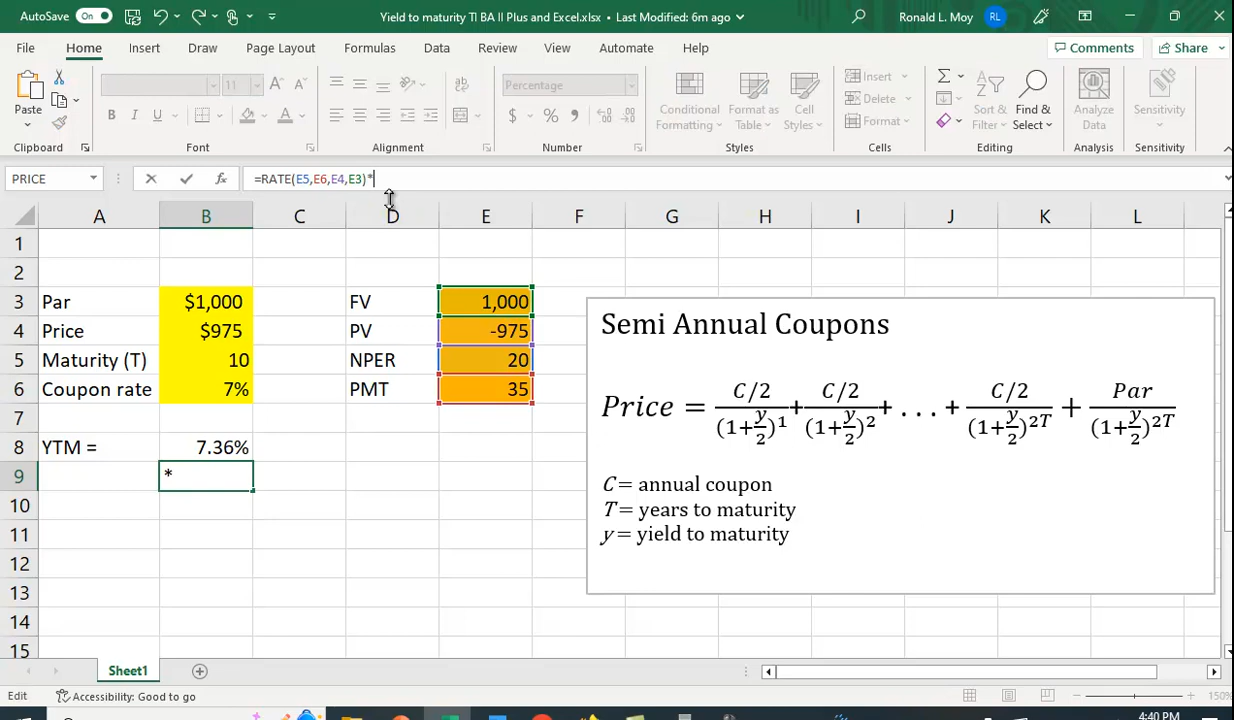 AutoSave On Yield to maturity TI BA II Plus and Excel.xlsx • Last Modified: 6m ago Ronald L. Moy RL
File Home Insert Draw Page Layout Formulas Data Review View Automate Help Comments Share
Paste
11 A A
B I U A
ab
Percentage
$ %
Conditional Formatting
Format as Table
Cell Styles
Insert
Delete
Format
Sort & Filter
Find & Select
Analyze Data
Sensitivity
Clipboard Font Alignment Number Styles Cells Editing Analysis Sensitivity
PRICE fx =RATE(E5,E6,E4,E3)*
A B C D E F G H I J K L
1
2
3 Par $1,000 FV 1,000
4 Price $975 PV -975
5 Maturity (T) 10 NPER 20
6 Coupon rate 7% PMT 35
7
8 YTM = 7.36%
9 *
10
11
12
13
14
15
Semi Annual Coupons
Price = C/2 / (1+y/2)^1 + C/2 / (1+y/2)^2 + . . . + C/2 / (1+y/2)^2T + Par / (1+y/2)^2T
C = annual coupon
T = years to maturity
y = yield to maturity
Sheet1
Edit Accessibility: Good to go 150%
4:40 PM